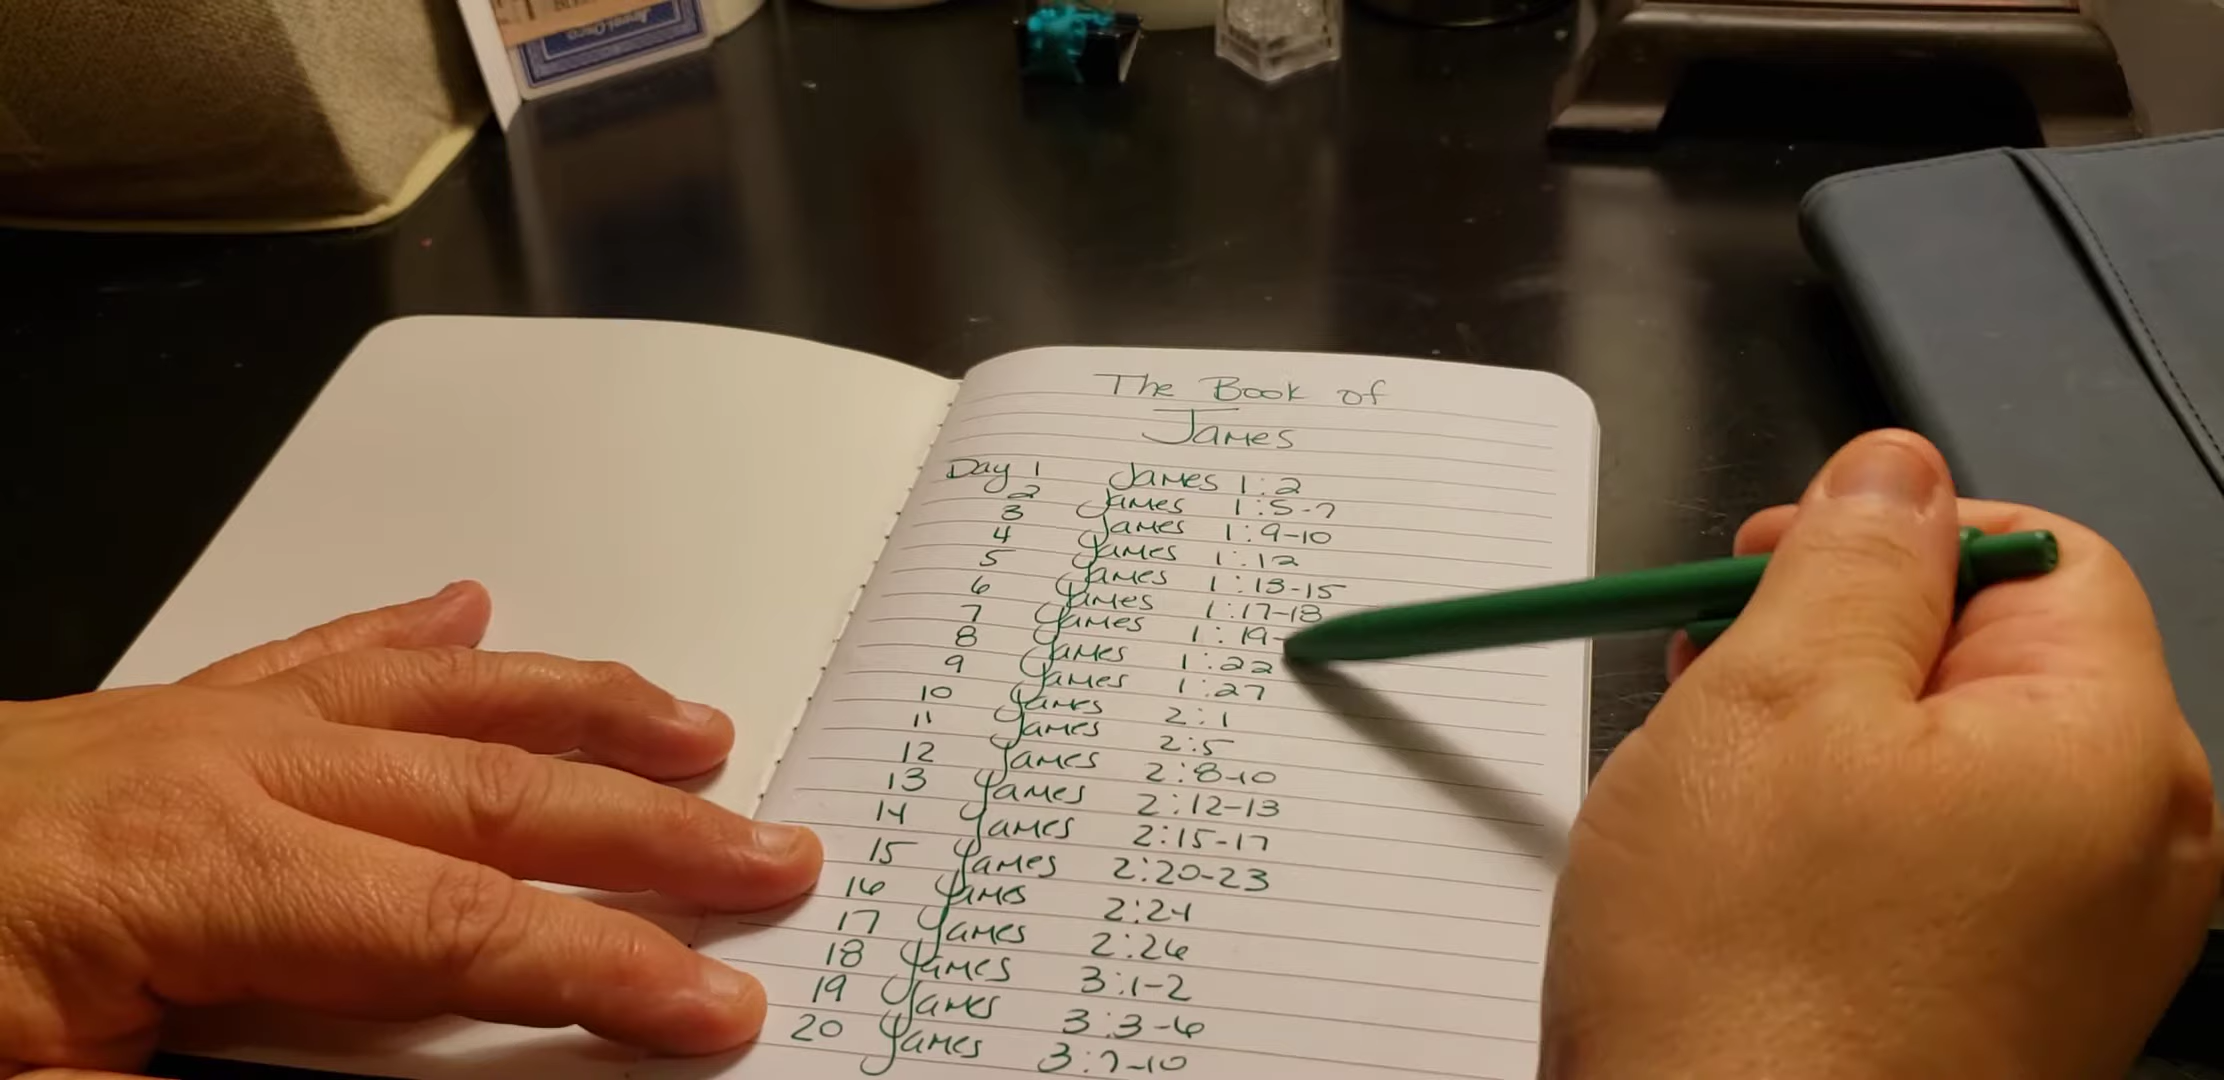 The Book of
James
Day 1 James 1:2
2 James 1:5-7
3 James 1:9-10
4 James 1:12
5 James 1:13-15
6 James 1:17-18
7 James 1:19-
8 James 1:22
9 James 1:27
10 James 2:1
11 James 2:5
12 James 2:8-10
13 James 2:12-13
14 James 2:15-17
15 James 2:20-23
16 James 2:24
17 James 2:26
18 James 3:1-2
19 James 3:3-6
20 James 3:7-10